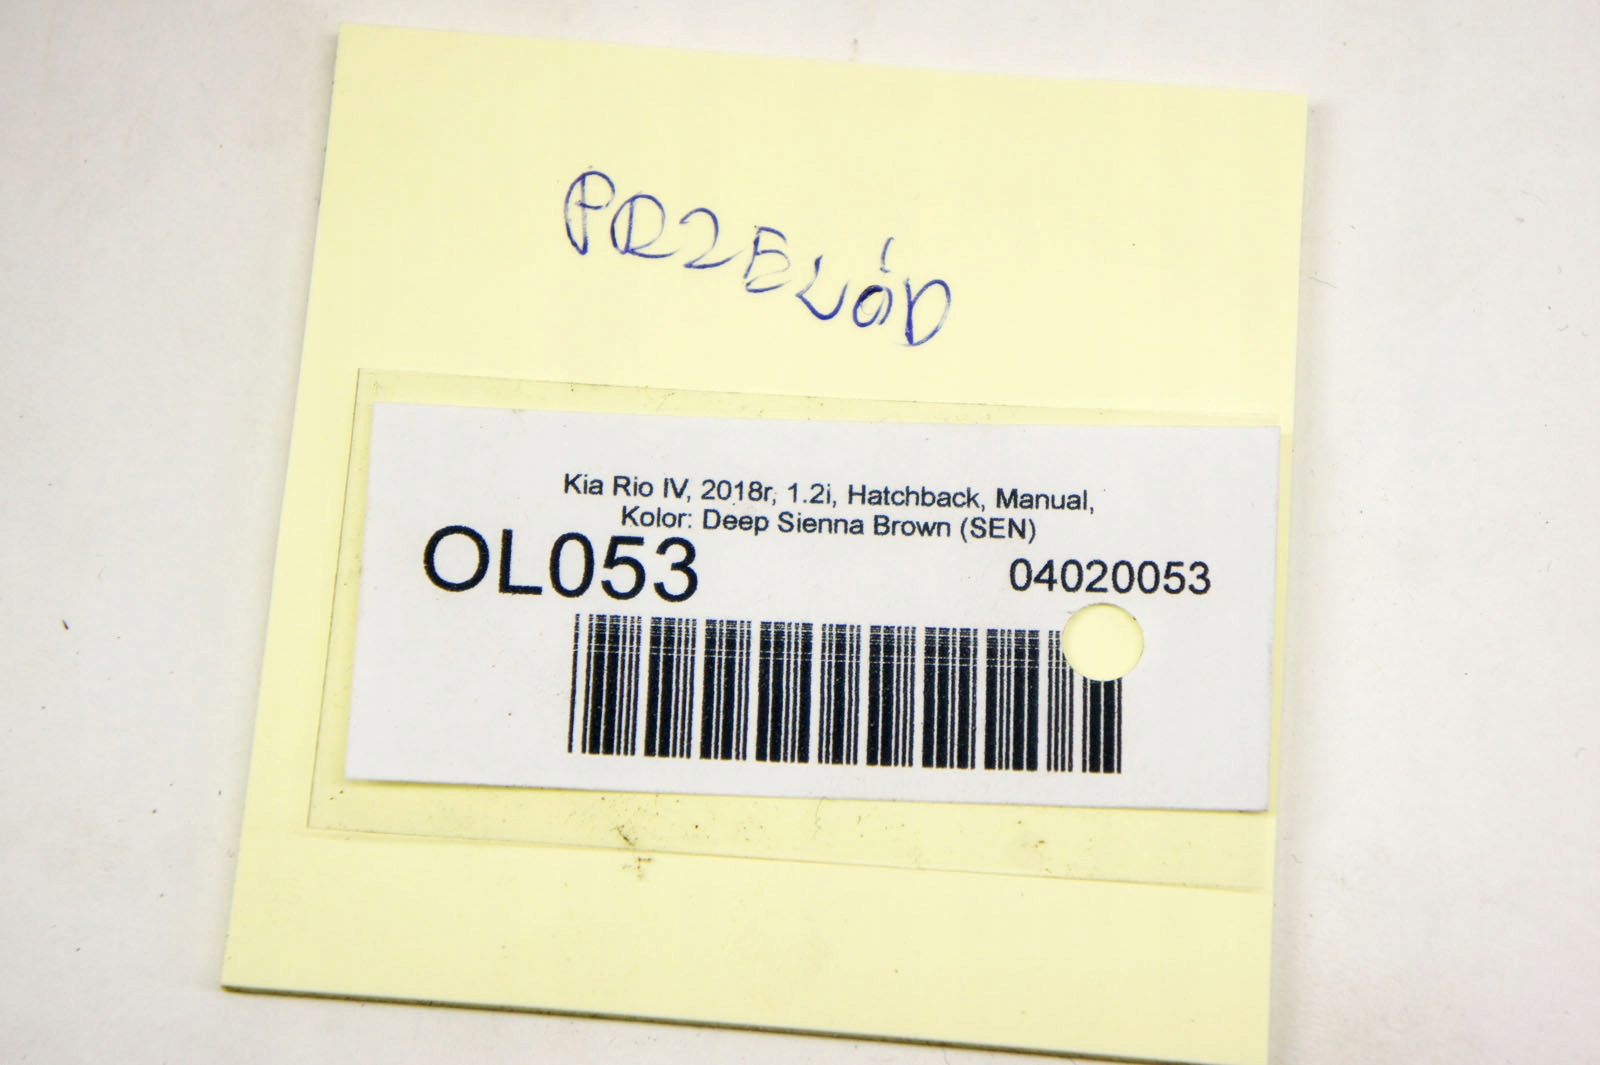 PRZEWÓD
Kia Rio IV, 2018r, 1.2i, Hatchback, Manual,
Kolor: Deep Sienna Brown (SEN)
OL053
04020053